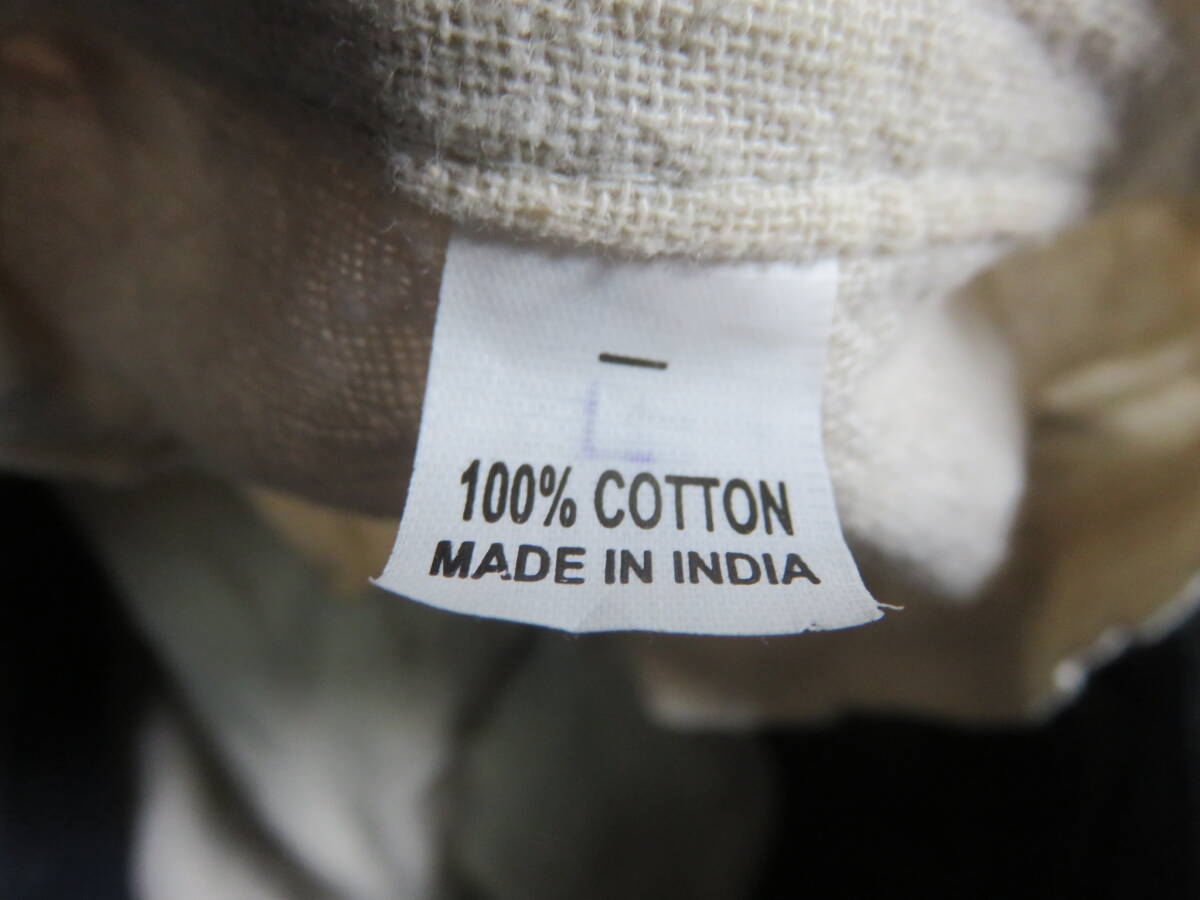 -
L
100% COTTON
MADE IN INDIA